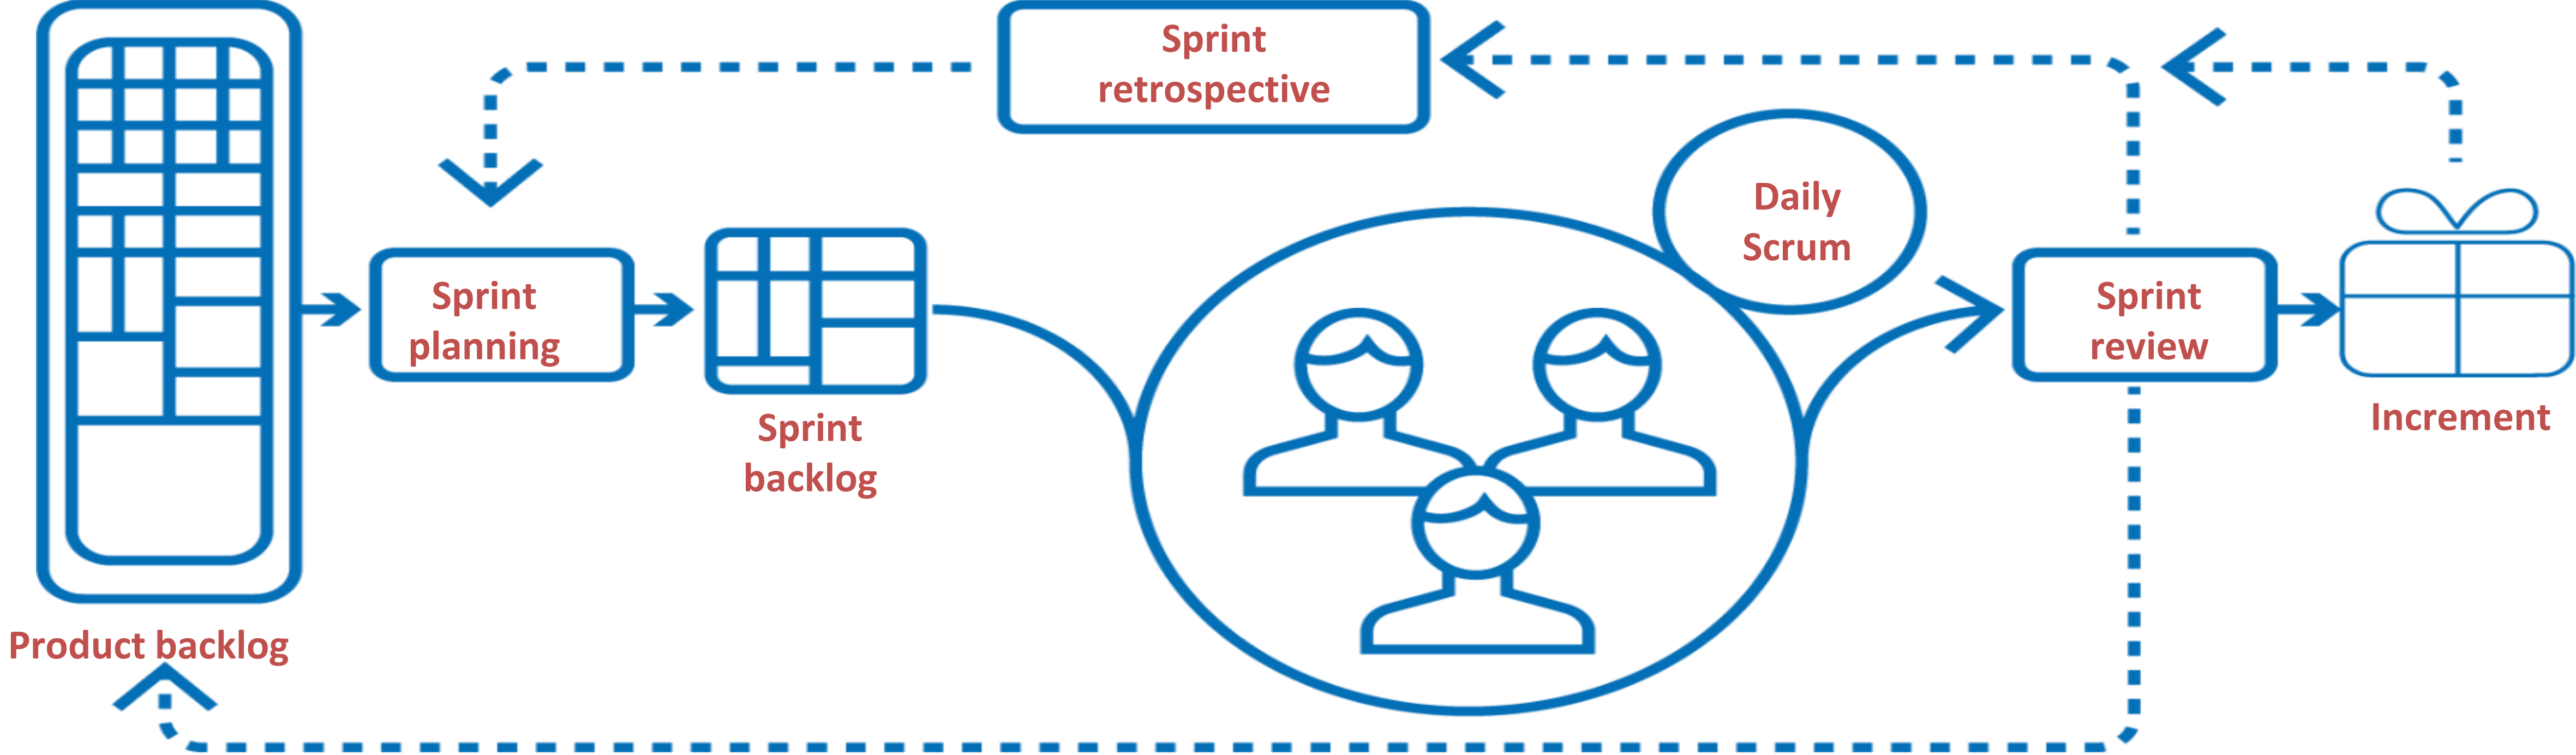 Sprint
retrospective
Daily
Scrum
Sprint
planning
Sprint
backlog
Sprint
review
Increment
Product backlog